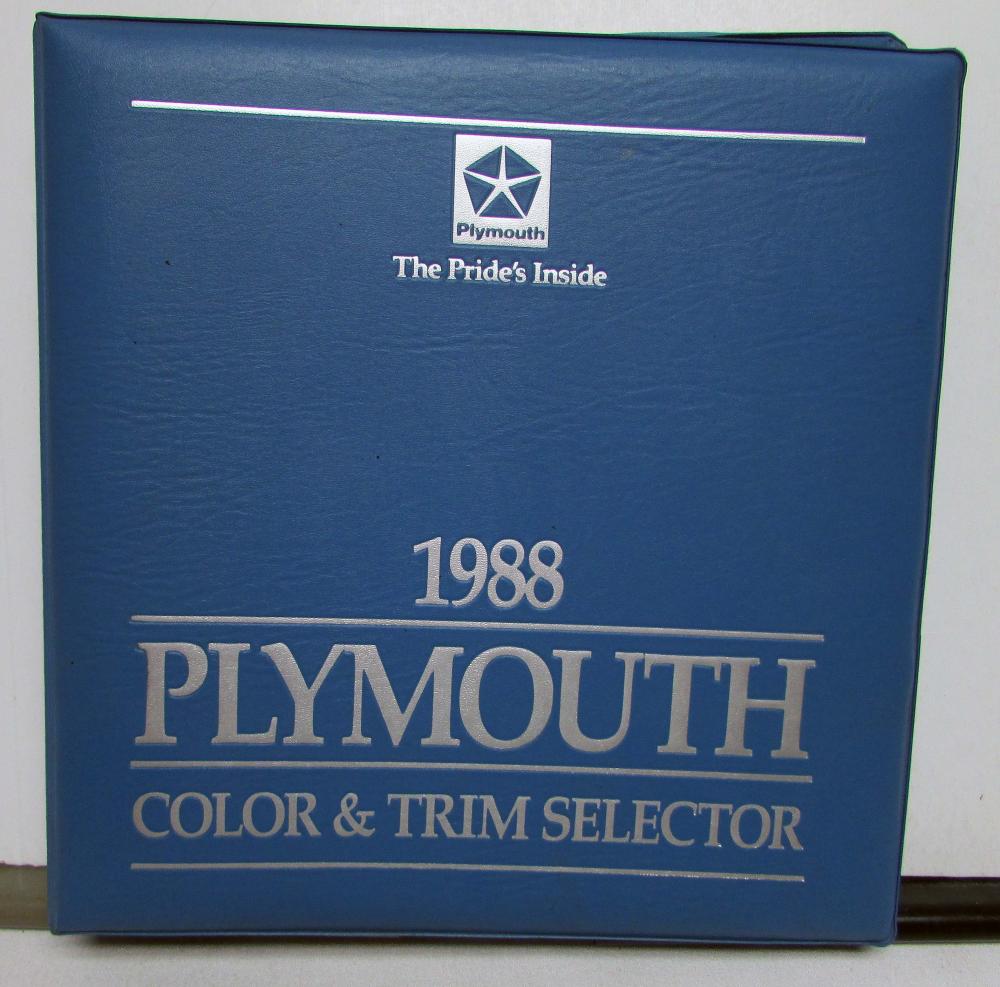 Plymouth
The Pride's Inside
1988
PLYMOUTH
COLOR & TRIM SELECTOR